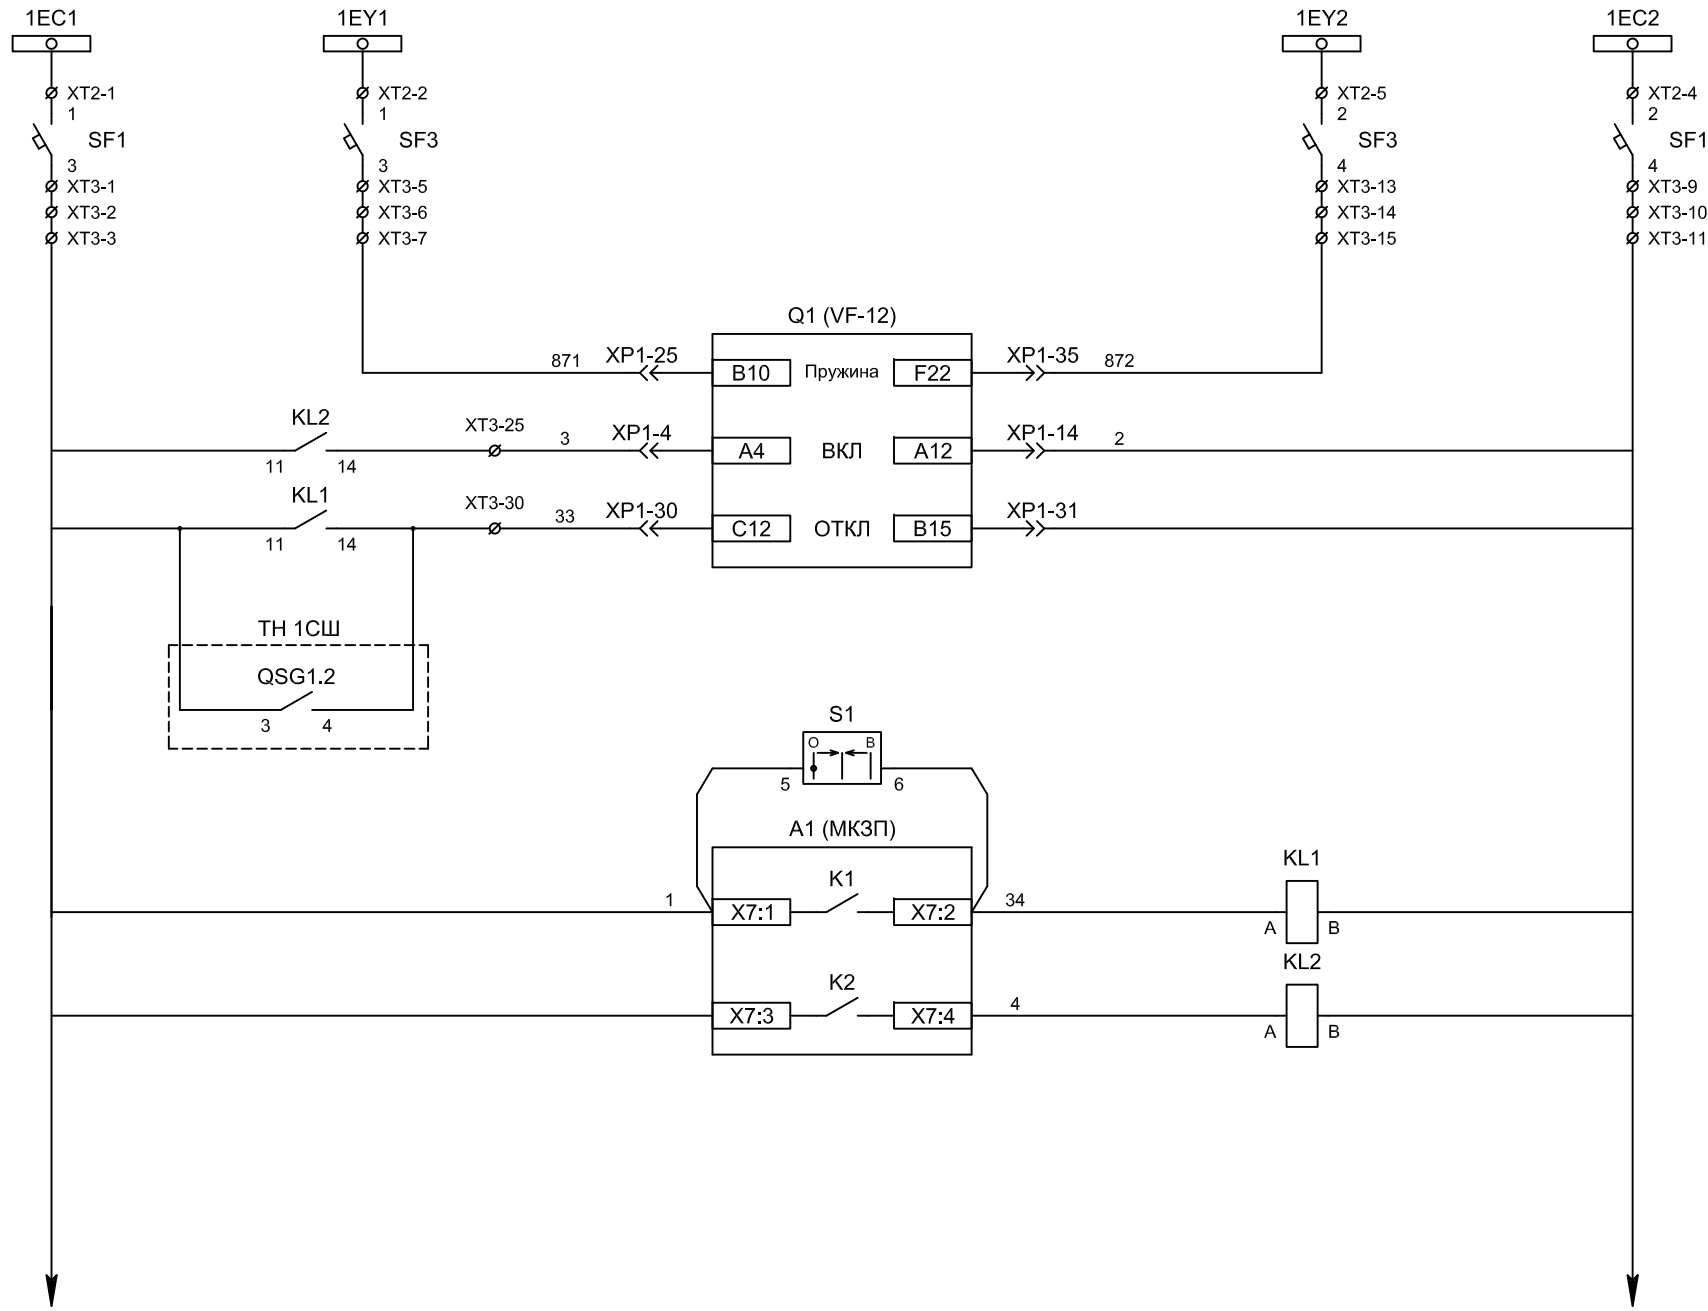 1EC1 1EY1 1EY2 1EC2
XT2-1 XT2-2 XT2-5 XT2-4
1 1 2 2
SF1 SF3 SF3 SF1
3 3 4 4
XT3-1 XT3-5 XT3-13 XT3-9
XT3-2 XT3-6 XT3-14 XT3-10
XT3-3 XT3-7 XT3-15 XT3-11
Q1 (VF-12)
871 XP1-25 XP1-35 872
B10 Пружина F22
KL2 XT3-25 3 XP1-4 XP1-14 2
A4 ВКЛ A12
11 14
KL1 XT3-30 33 XP1-30 XP1-31
C12 ОТКЛ B15
11 14
ТН 1СШ
QSG1.2
3 4
S1
О В
5 6
A1 (МКЗП)
K1 KL1
1 34
X7:1 X7:2
A B
K2 KL2
4
X7:3 X7:4
A B